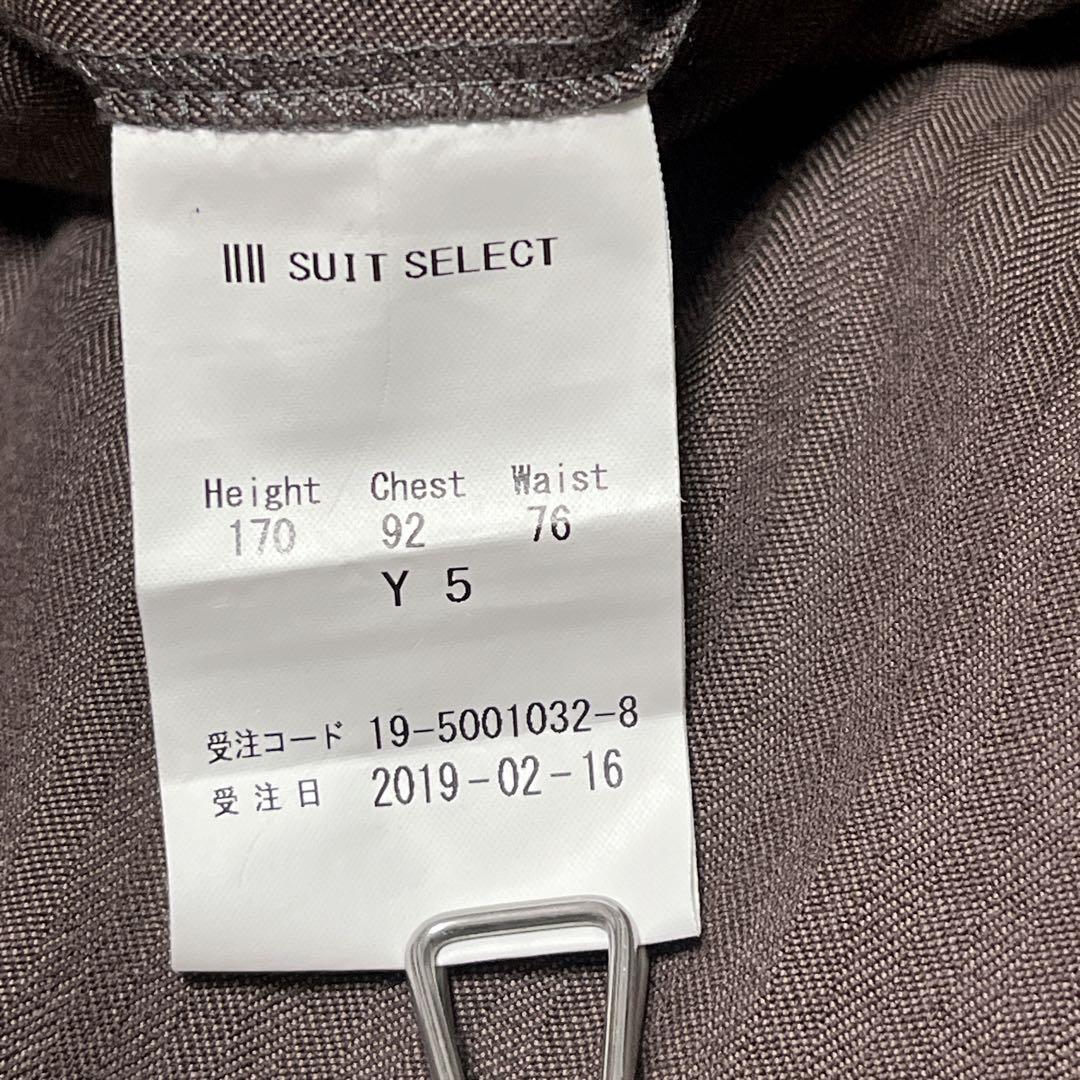 SUIT SELECT
Height Chest Waist
170 92 76
Y 5
受注コード 19-5001032-8
受注日 2019-02-16